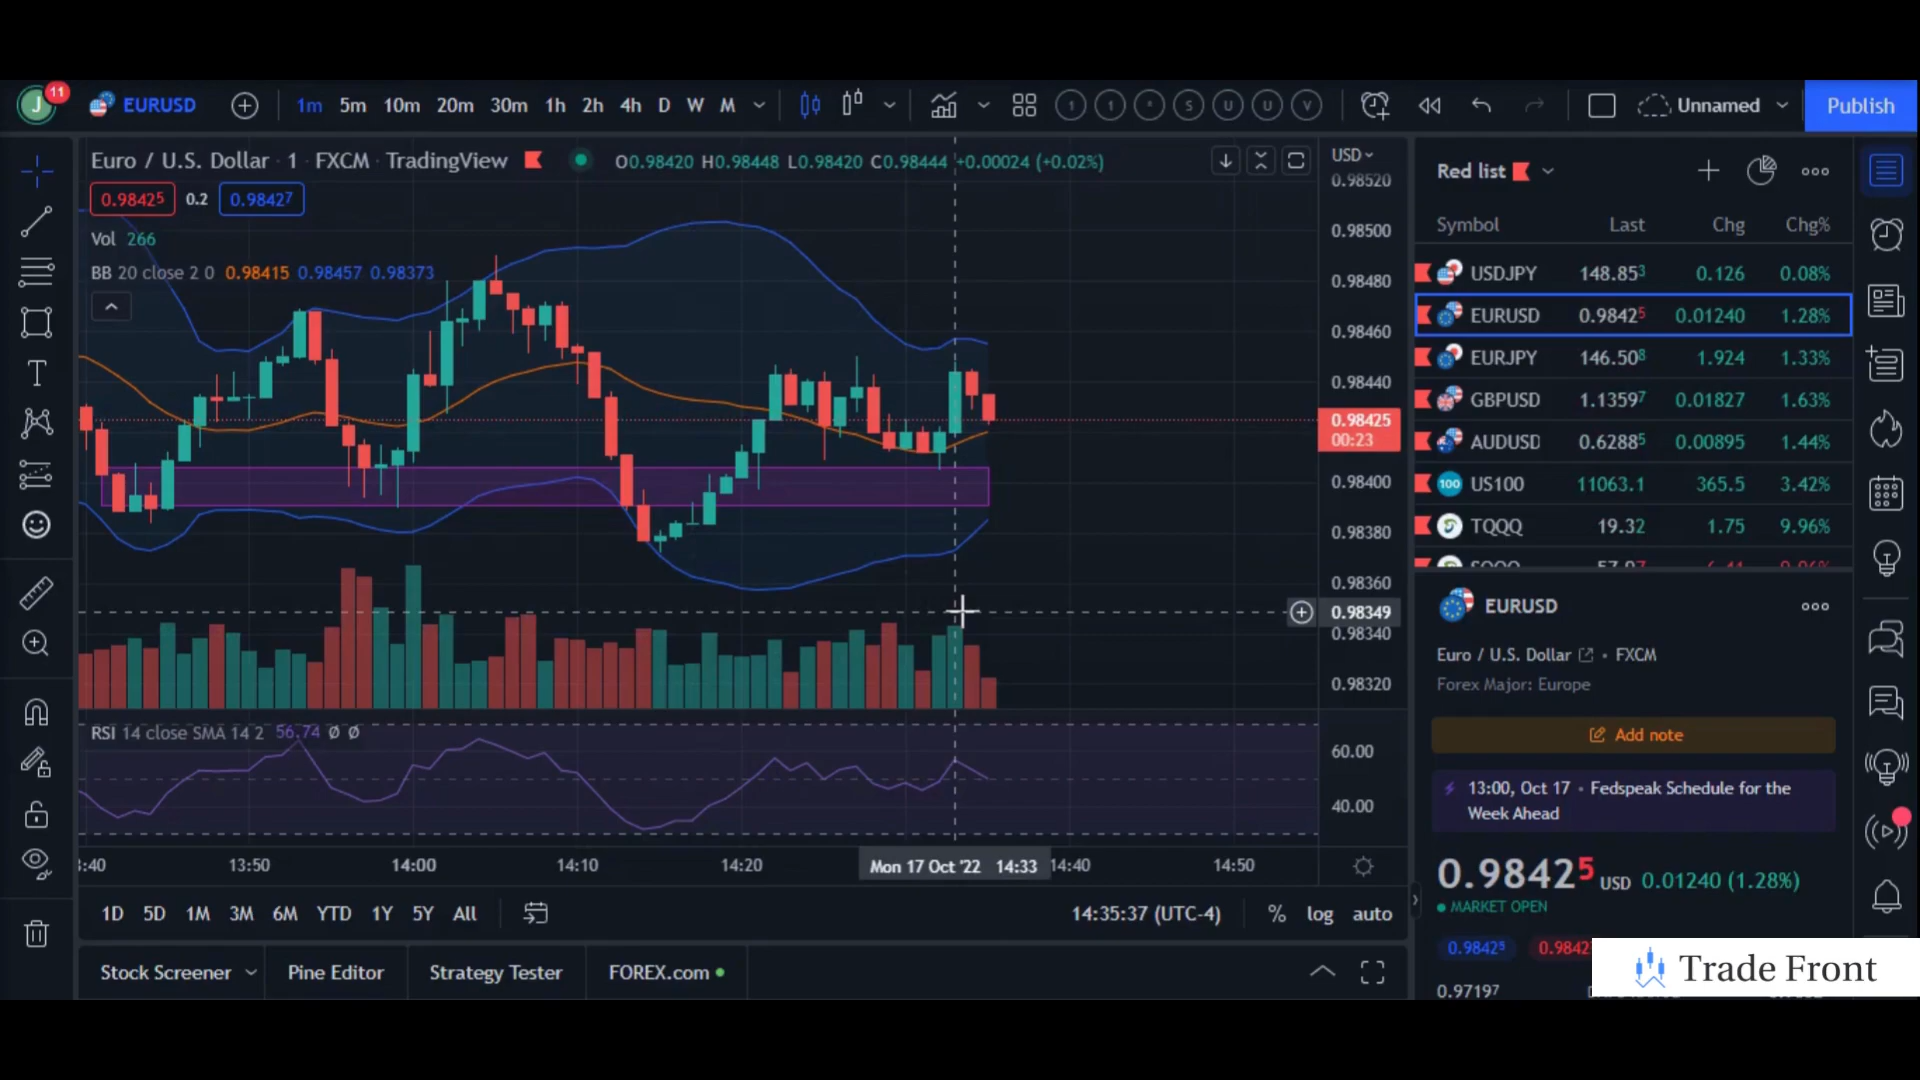 J 11 EURUSD 1m 5m 10m 20m 30m 1h 2h 4h D W M 1 1 * S U U V Unnamed Publish
Euro / U.S. Dollar · 1 · FXCM · TradingView O0.98420 H0.98448 L0.98420 C0.98444 +0.00024 (+0.02%)
0.98425 0.2 0.98427
Vol 266
BB 20 close 2 0 0.98415 0.98457 0.98373
USD
0.98520
0.98500
0.98480
0.98460
0.98440
0.98425
00:23
0.98400
0.98380
0.98360
0.98349
0.98340
0.98320
RSI 14 close SMA 14 2 56.74 Ø Ø
60.00
40.00
:40 13:50 14:00 14:10 14:20 Mon 17 Oct '22 14:33 14:40 14:50
1D 5D 1M 3M 6M YTD 1Y 5Y All 14:35:37 (UTC-4) % log auto
Stock Screener Pine Editor Strategy Tester FOREX.com
Red list
Symbol Last Chg Chg%
USDJPY 148.853 0.126 0.08%
EURUSD 0.98425 0.01240 1.28%
EURJPY 146.508 1.924 1.33%
GBPUSD 1.13597 0.01827 1.63%
AUDUSD 0.62885 0.00895 1.44%
100 US100 11063.1 365.5 3.42%
TQQQ 19.32 1.75 9.96%
EURUSD
Euro / U.S. Dollar • FXCM
Forex Major: Europe
Add note
13:00, Oct 17 • Fedspeak Schedule for the
Week Ahead
0.98425 USD 0.01240 (1.28%)
MARKET OPEN
0.98425 0.9842
0.97197
Trade Front